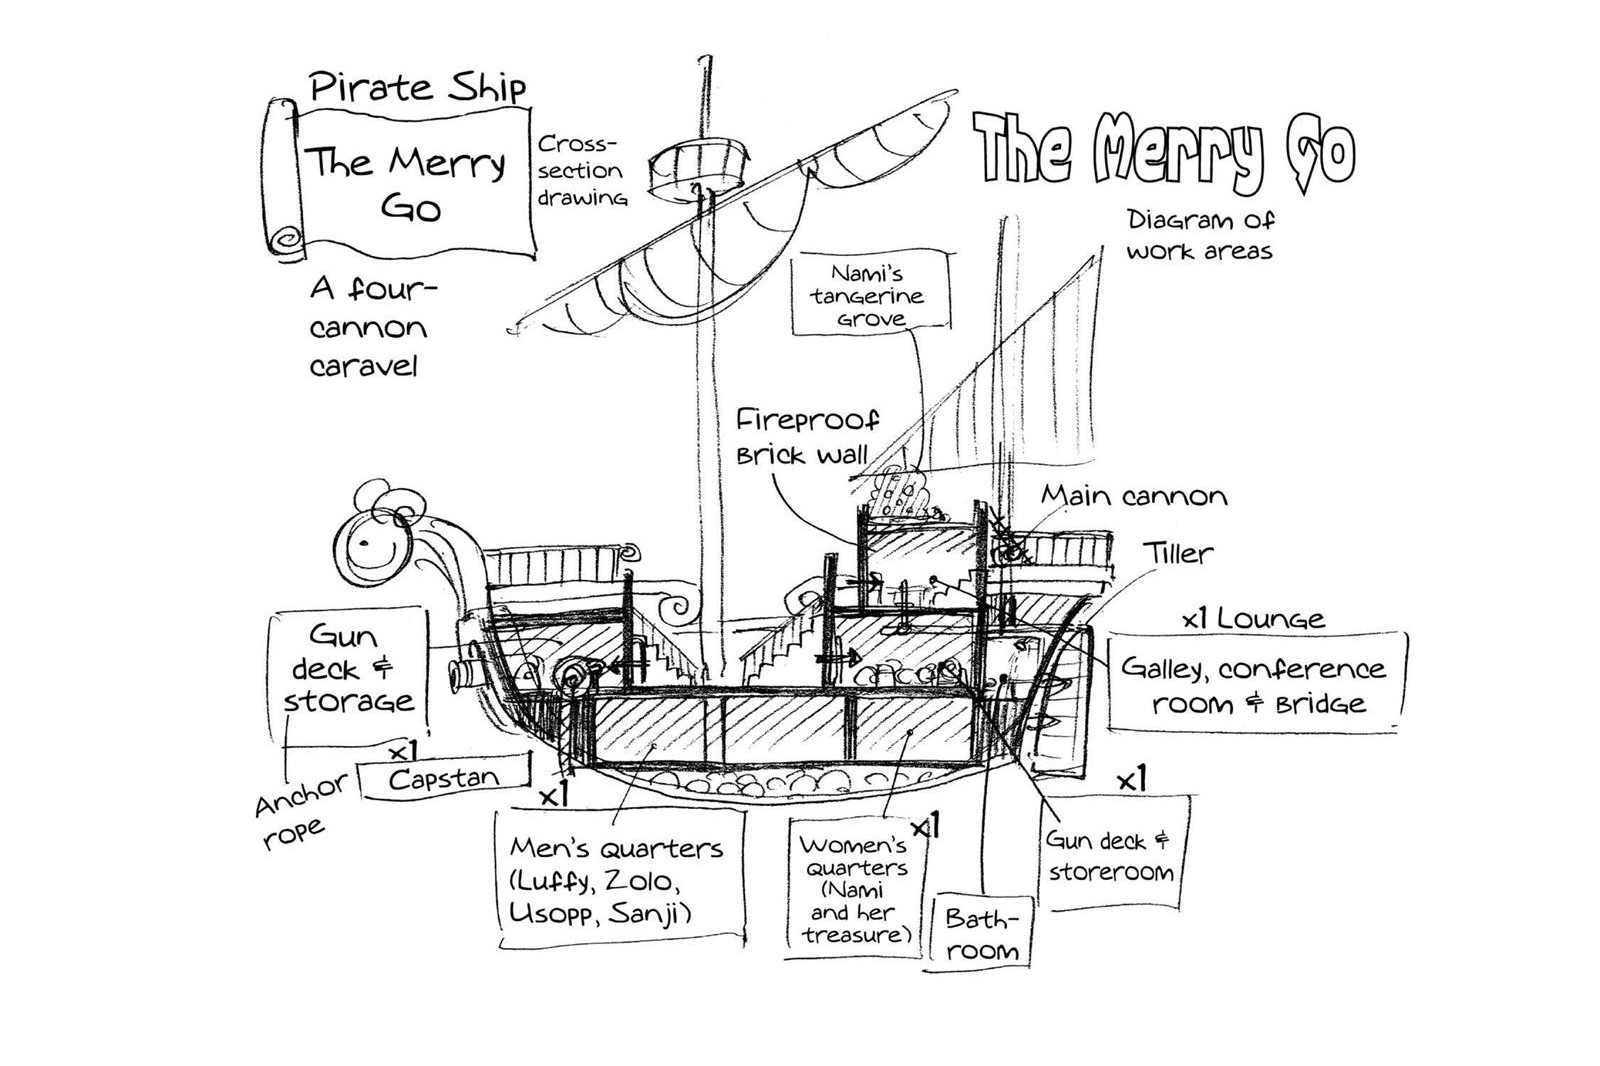 Pirate Ship
The Merry
Go
Cross-
section
drawing
A four-
cannon
caravel
The Merry Go
Diagram of
work areas
Nami's
tangerine
grove
Fireproof
Brick wall
Main cannon
Tiller
x1 Lounge
Galley, conference
room & Bridge
Gun
deck &
storage
x1
Capstan
Anchor
rope
x1
Men's quarters
(Luffy, Zolo,
Usopp, Sanji)
x1
Women's
quarters
(Nami
and her
treasure)
Bath-
room
x1
Gun deck &
storeroom